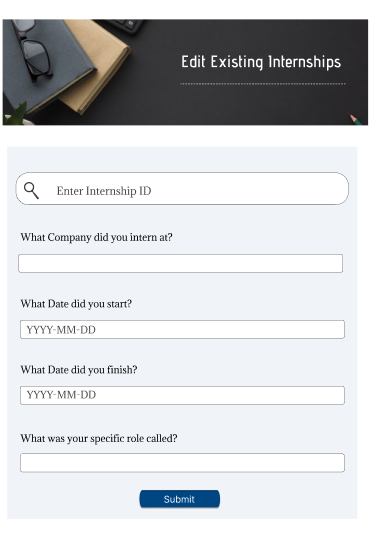 Edit Existing Internships
Enter Internship ID
What Company did you intern at?
What Date did you start?
YYYY-MM-DD
What Date did you finish?
YYYY-MM-DD
What was your specific role called?
Submit